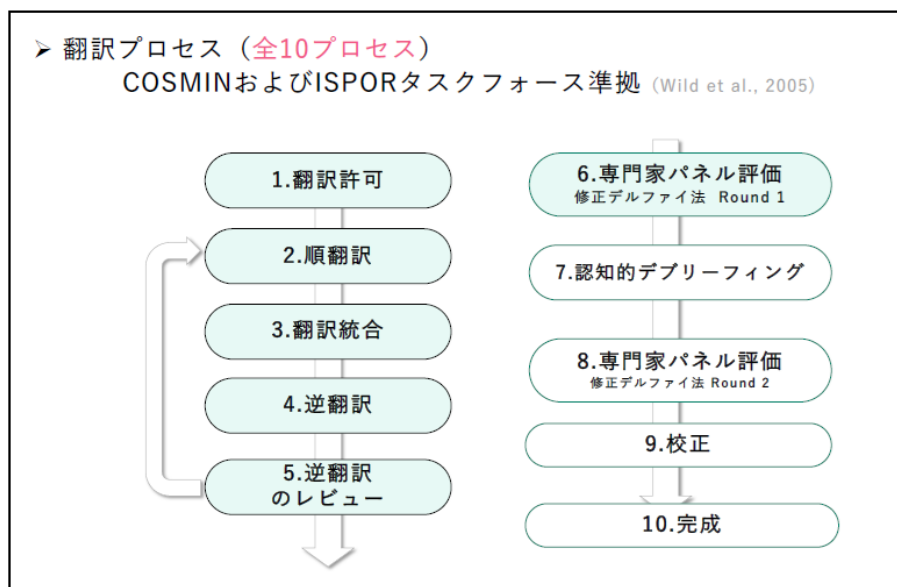 ➢ 翻訳プロセス（全10プロセス）
COSMINおよびISPORタスクフォース準拠 (Wild et al., 2005)
1.翻訳許可
2.順翻訳
3.翻訳統合
4.逆翻訳
5.逆翻訳
のレビュー
6.専門家パネル評価
修正デルファイ法 Round 1
7.認知的デブリーフィング
8.専門家パネル評価
修正デルファイ法 Round 2
9.校正
10.完成